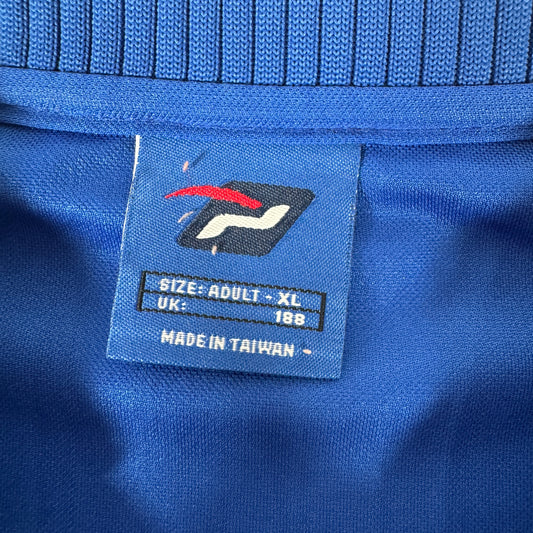 SIZE: ADULT - XL
UK: 188
MADE IN TAIWAN -